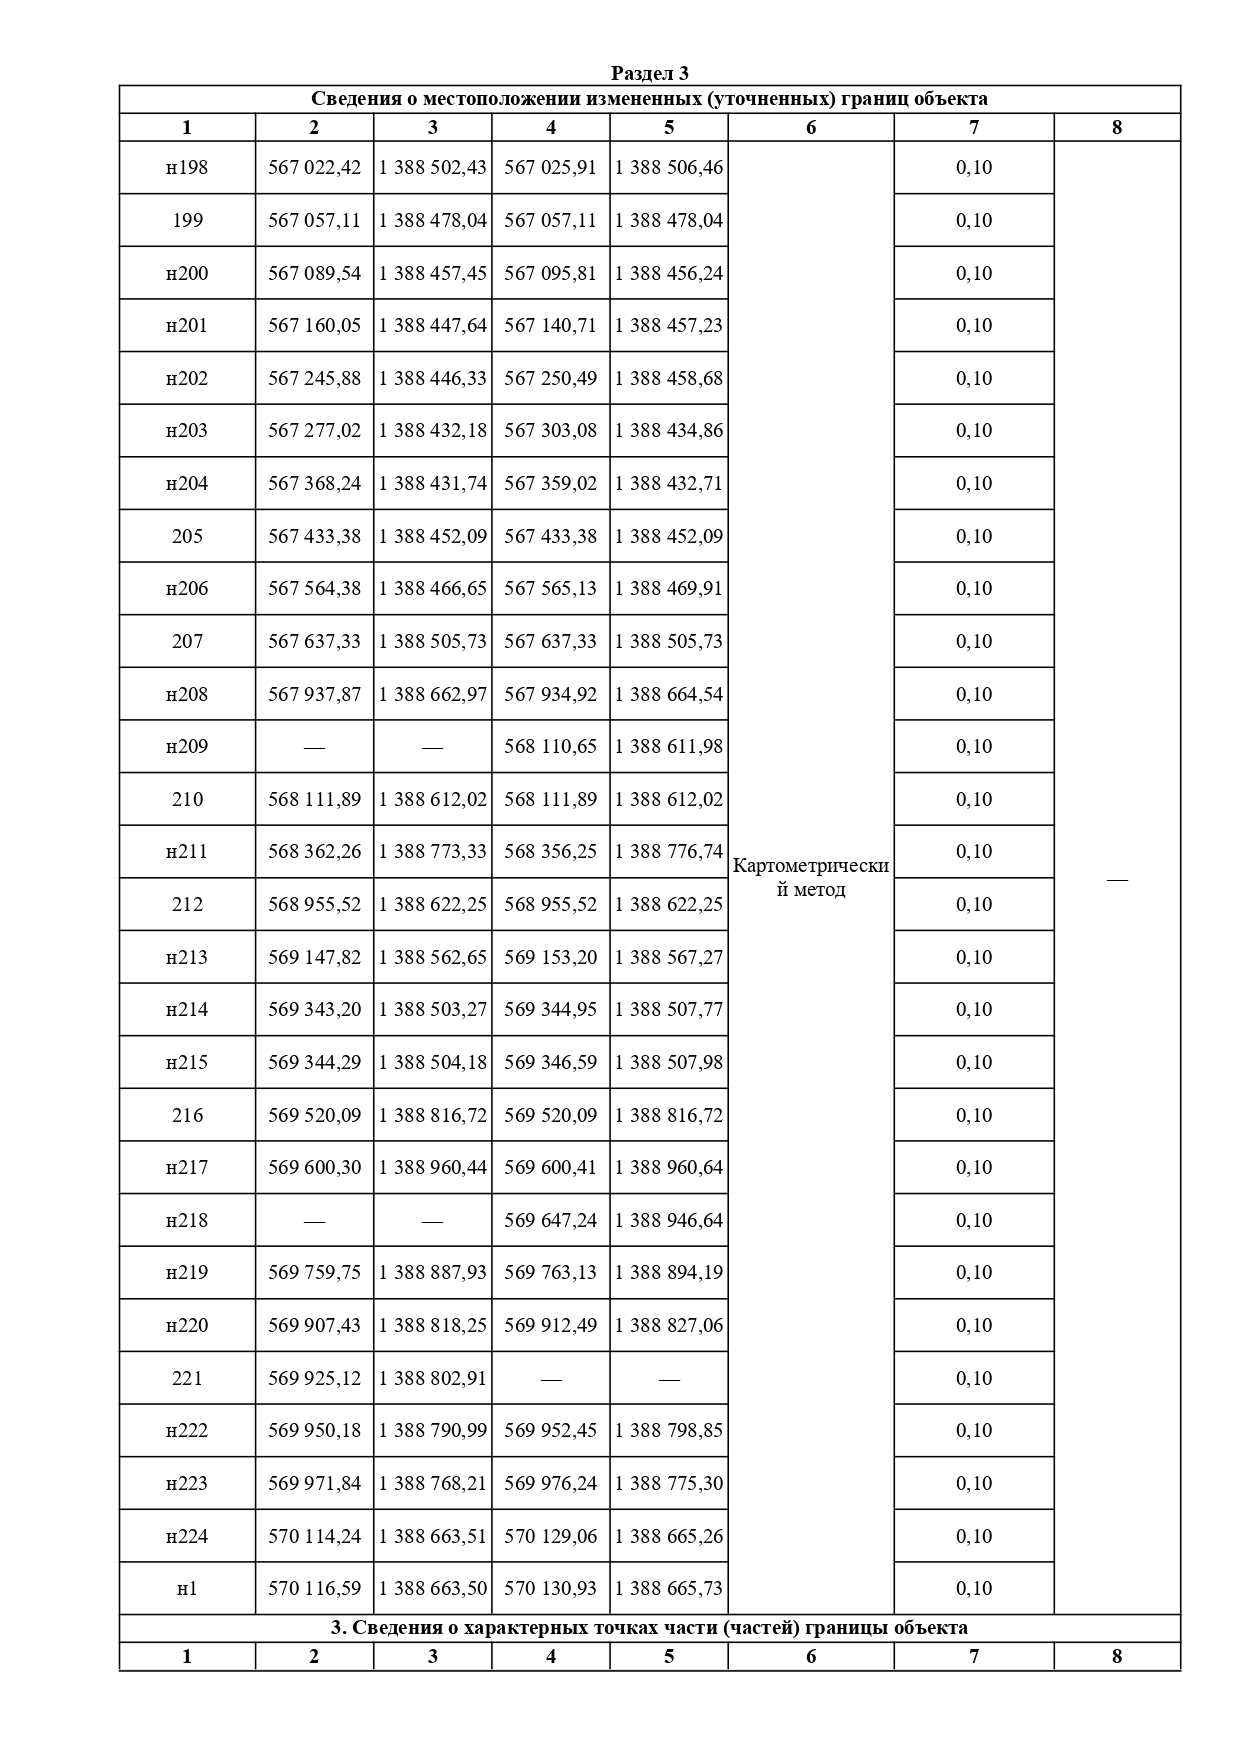 Раздел 3
Сведения о местоположении измененных (уточненных) границ объекта
1 2 3 4 5 6 7 8
н198 567 022,42 1 388 502,43 567 025,91 1 388 506,46 0,10
199 567 057,11 1 388 478,04 567 057,11 1 388 478,04 0,10
н200 567 089,54 1 388 457,45 567 095,81 1 388 456,24 0,10
н201 567 160,05 1 388 447,64 567 140,71 1 388 457,23 0,10
н202 567 245,88 1 388 446,33 567 250,49 1 388 458,68 0,10
н203 567 277,02 1 388 432,18 567 303,08 1 388 434,86 0,10
н204 567 368,24 1 388 431,74 567 359,02 1 388 432,71 0,10
205 567 433,38 1 388 452,09 567 433,38 1 388 452,09 0,10
н206 567 564,38 1 388 466,65 567 565,13 1 388 469,91 0,10
207 567 637,33 1 388 505,73 567 637,33 1 388 505,73 0,10
н208 567 937,87 1 388 662,97 567 934,92 1 388 664,54 0,10
н209 — — 568 110,65 1 388 611,98 0,10
210 568 111,89 1 388 612,02 568 111,89 1 388 612,02 0,10
н211 568 362,26 1 388 773,33 568 356,25 1 388 776,74 0,10
Картометрически
й метод
—
212 568 955,52 1 388 622,25 568 955,52 1 388 622,25 0,10
н213 569 147,82 1 388 562,65 569 153,20 1 388 567,27 0,10
н214 569 343,20 1 388 503,27 569 344,95 1 388 507,77 0,10
н215 569 344,29 1 388 504,18 569 346,59 1 388 507,98 0,10
216 569 520,09 1 388 816,72 569 520,09 1 388 816,72 0,10
н217 569 600,30 1 388 960,44 569 600,41 1 388 960,64 0,10
н218 — — 569 647,24 1 388 946,64 0,10
н219 569 759,75 1 388 887,93 569 763,13 1 388 894,19 0,10
н220 569 907,43 1 388 818,25 569 912,49 1 388 827,06 0,10
221 569 925,12 1 388 802,91 — — 0,10
н222 569 950,18 1 388 790,99 569 952,45 1 388 798,85 0,10
н223 569 971,84 1 388 768,21 569 976,24 1 388 775,30 0,10
н224 570 114,24 1 388 663,51 570 129,06 1 388 665,26 0,10
н1 570 116,59 1 388 663,50 570 130,93 1 388 665,73 0,10
3. Сведения о характерных точках части (частей) границы объекта
1 2 3 4 5 6 7 8